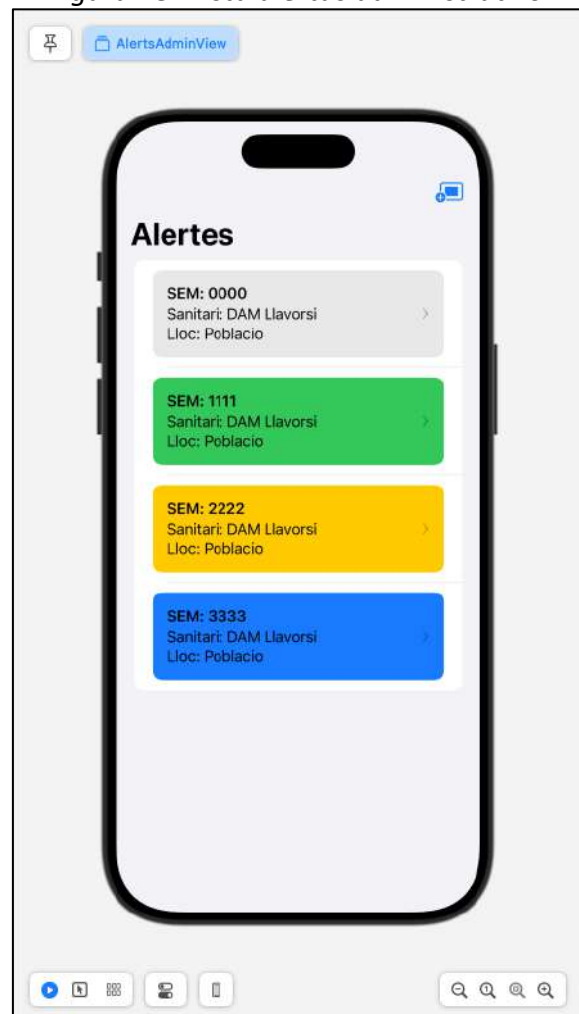 AlertsAdminView
Alertes
SEM: 0000
Sanitari: DAM Llavorsi
Lloc: Poblacio
SEM: 1111
Sanitari: DAM Llavorsi
Lloc: Poblacio
SEM: 2222
Sanitari: DAM Llavorsi
Lloc: Poblacio
SEM: 3333
Sanitari: DAM Llavorsi
Lloc: Poblacio